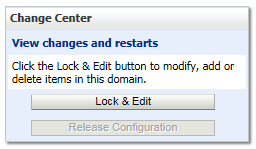 Change Center
View changes and restarts
Click the Lock & Edit button to modify, add or
delete items in this domain.
Lock & Edit
Release Configuration